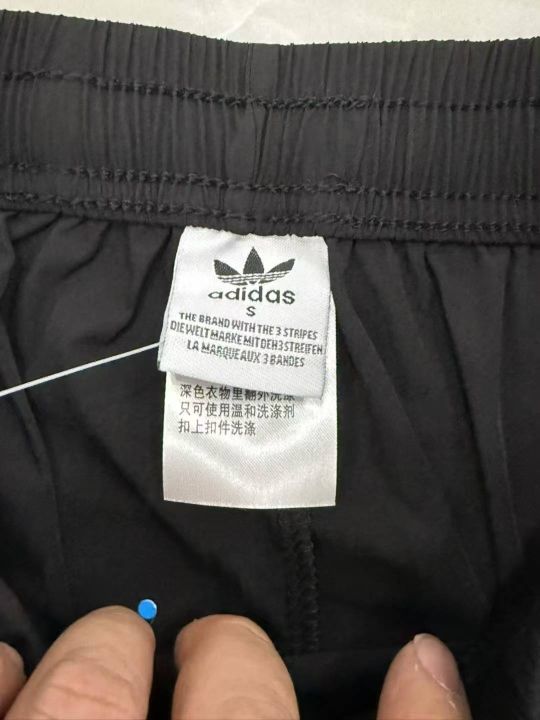 adidas
S
THE BRAND WITH THE 3 STRIPES
DIE WELT MARKE MIT DEH 3 STREIFEN
LA MARQUE AUX 3 BANDES
深色衣物里翻外洗涤
只可使用温和洗涤剂
扣上扣件洗涤